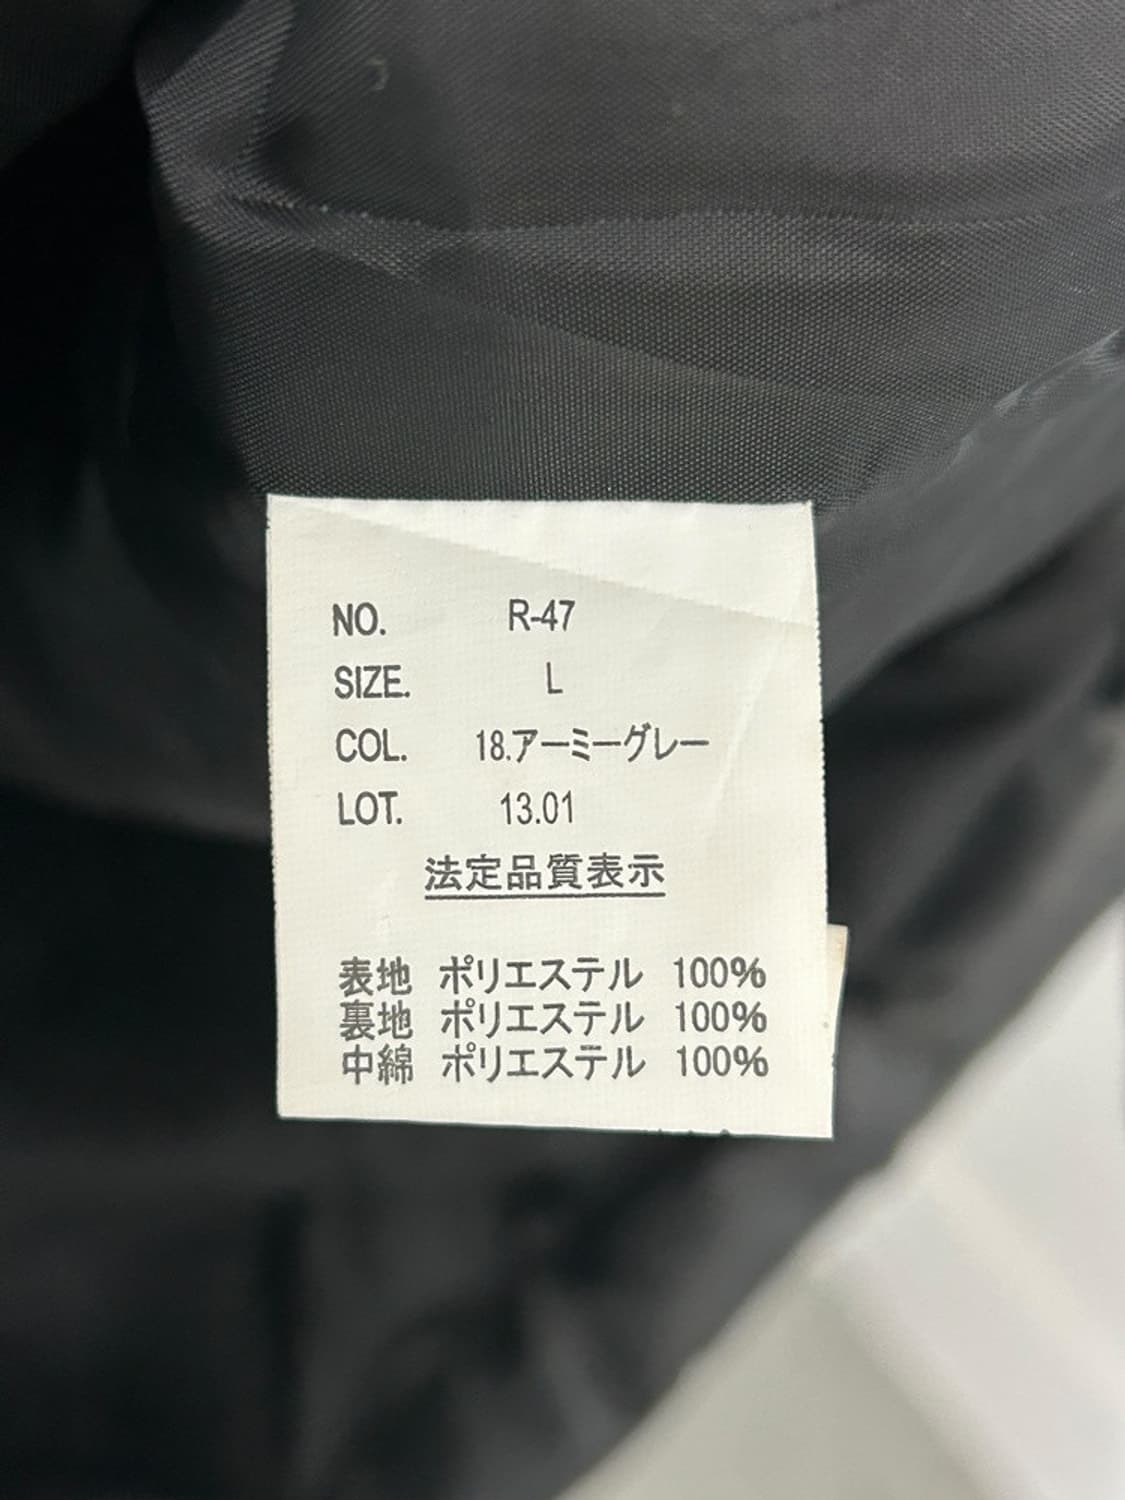 NO. R-47
SIZE. L
COL. 18.アーミーグレー
LOT. 13.01
法定品質表示
表地 ポリエステル 100%
裏地 ポリエステル 100%
中綿 ポリエステル 100%